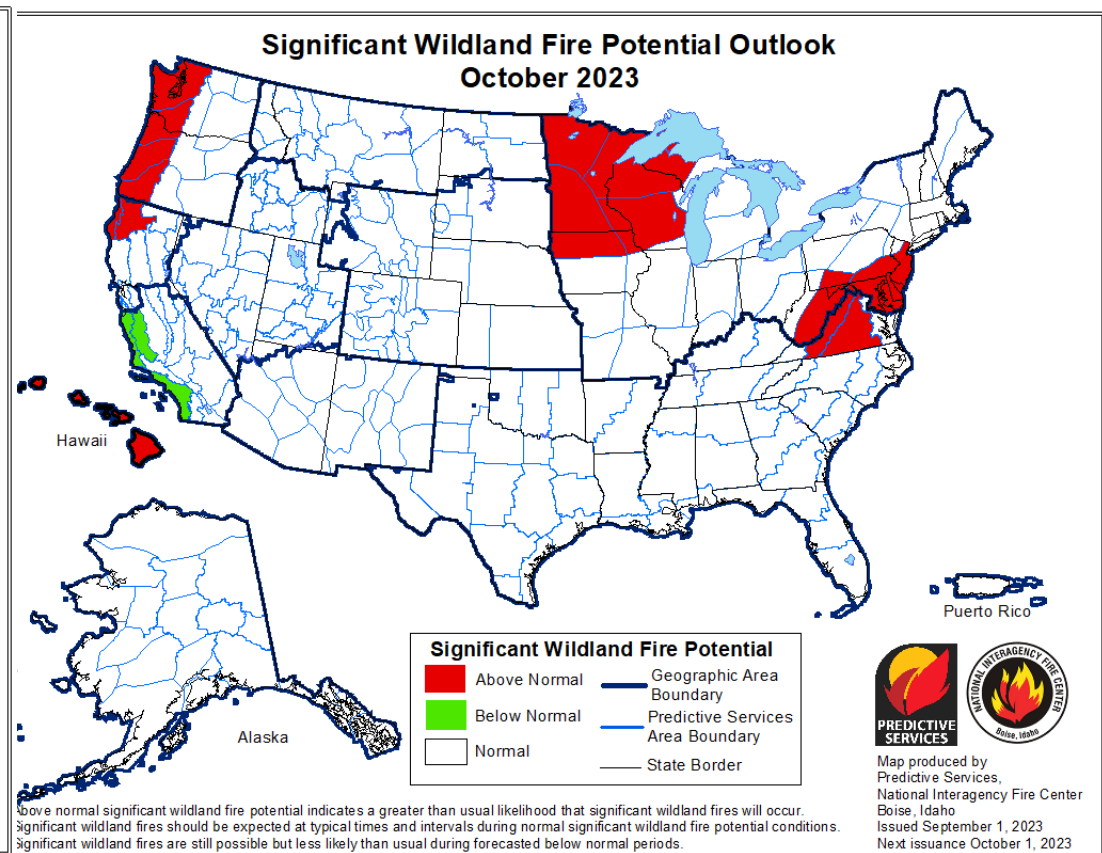 Significant Wildland Fire Potential Outlook
October 2023
Hawaii
Alaska
Puerto Rico
Significant Wildland Fire Potential
Above Normal
Below Normal
Normal
Geographic Area
Boundary
Predictive Services
Area Boundary
State Border
PREDICTIVE
SERVICES
NATIONAL INTERAGENCY FIRE CENTER
Boise, Idaho
Map produced by
Predictive Services,
National Interagency Fire Center
Boise, Idaho
Issued September 1, 2023
Next issuance October 1, 2023
Above normal significant wildland fire potential indicates a greater than usual likelihood that significant wildland fires will occur.
Significant wildland fires should be expected at typical times and intervals during normal significant wildland fire potential conditions.
Significant wildland fires are still possible but less likely than usual during forecasted below normal periods.